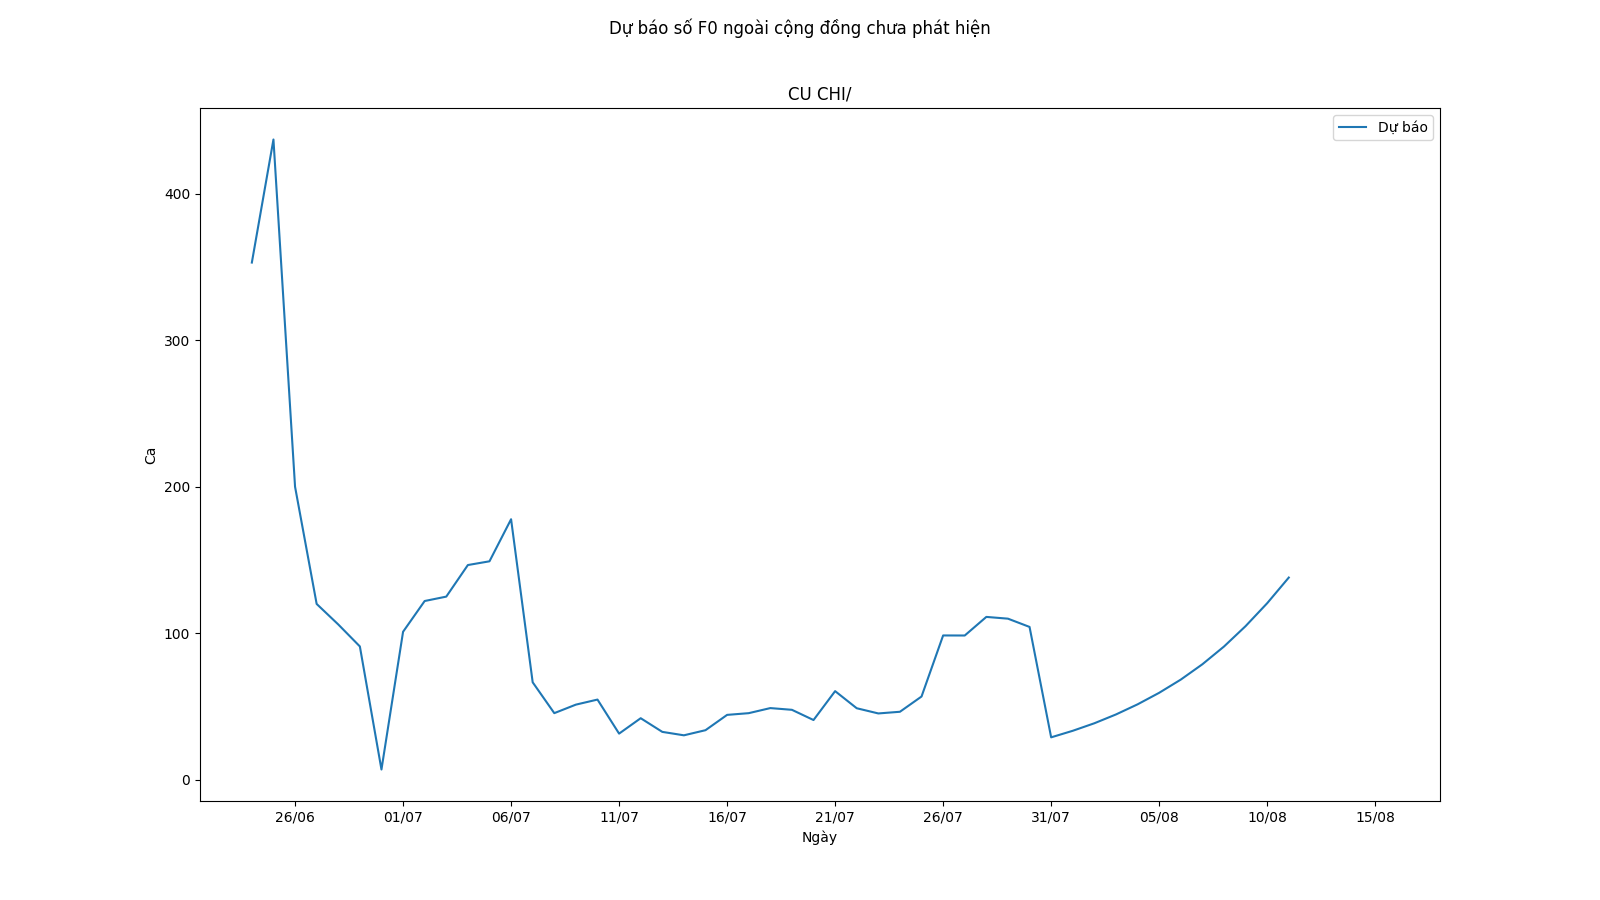 Dự báo số F0 ngoài cộng đồng chưa phát hiện
CU CHI/
Dự báo
400
300
200
100
0
Ca
26/06 01/07 06/07 11/07 16/07 21/07 26/07 31/07 05/08 10/08 15/08
Ngày